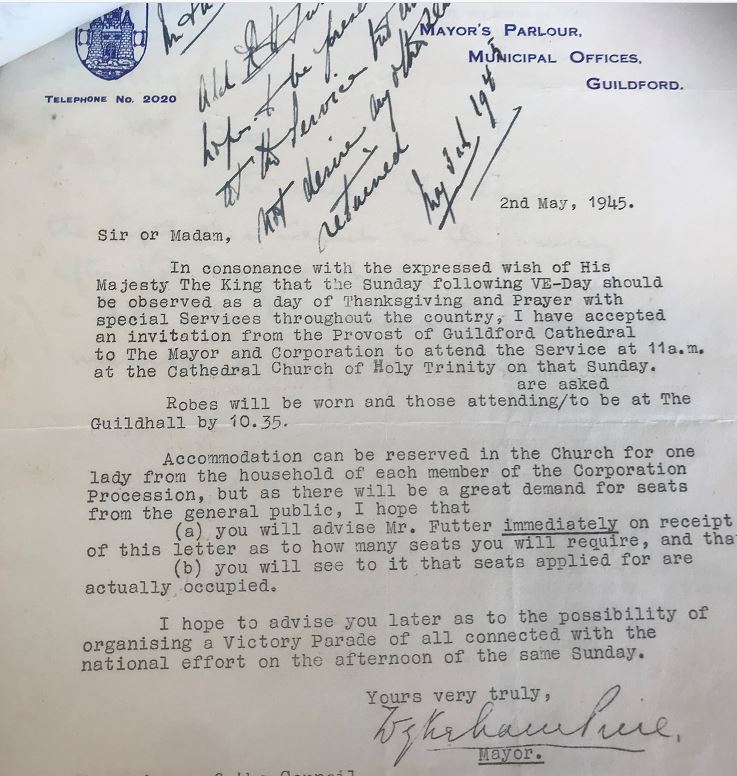 MAYOR'S PARLOUR,
MUNICIPAL OFFICES,
GUILDFORD.
TELEPHONE NO. 2020
hopes to be
at the Service but
not desire any other
retained
2nd May, 1945.
Sir or Madam,
In consonance with the expressed wish of His
Majesty The King that the Sunday following VE-Day should
be observed as a day of Thanksgiving and Prayer with
special Services throughout the country, I have accepted
an invitation from the Provost of Guildford Cathedral
to The Mayor and Corporation to attend the Service at 11a.m.
at the Cathedral Church of Holy Trinity on that Sunday.
are asked
Robes will be worn and those attending/to be at The
Guildhall by 10.35.
Accommodation can be reserved in the Church for one
lady from the household of each member of the Corporation
Procession, but as there will be a great demand for seats
from the general public, I hope that
(a) you will advise Mr. Futter immediately on receipt
of this letter as to how many seats you will require, and
(b) you will see to it that seats applied for are
actually occupied.
I hope to advise you later as to the possibility of
organising a Victory Parade of all connected with the
national effort on the afternoon of the same Sunday.
Yours very truly,
Mayor.